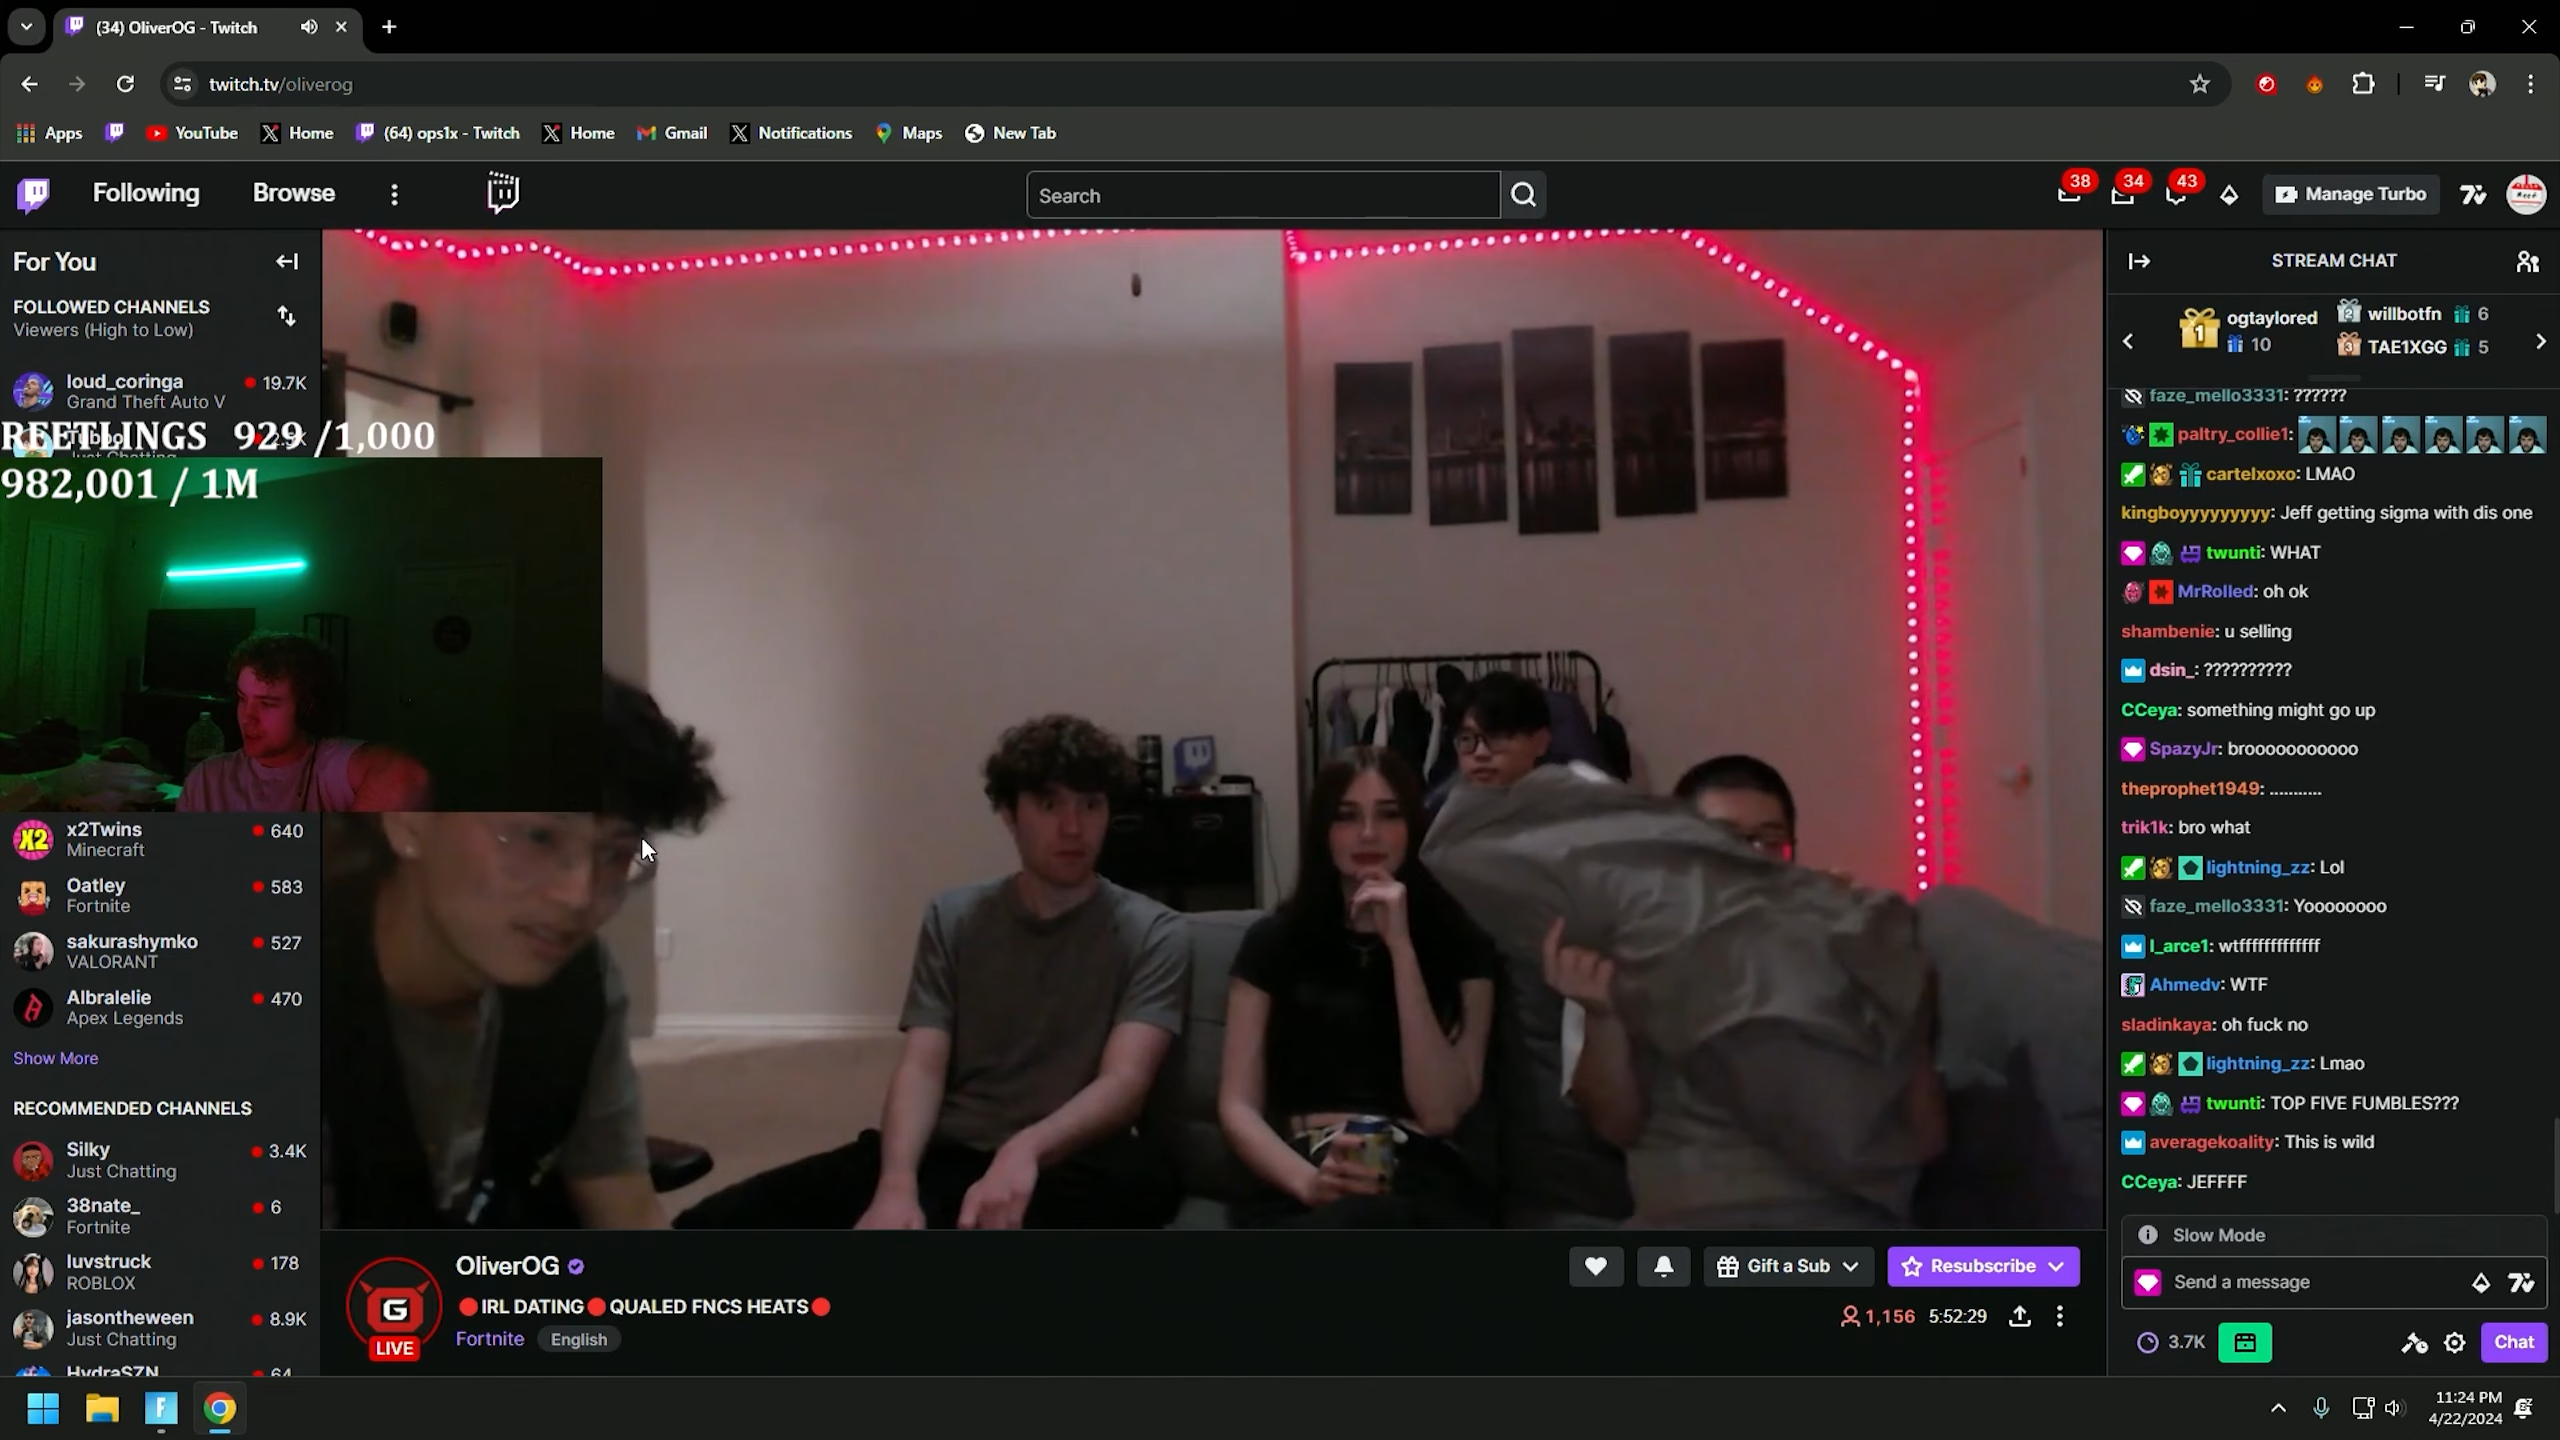 (34) OliverOG - Twitch
twitch.tv/oliverog
Apps
YouTube
Home
(64) ops1x - Twitch
Home
Gmail
Notifications
Maps
New Tab
Following
Browse
Search
38
34
43
Manage Turbo
For You
FOLLOWED CHANNELS
Viewers (High to Low)
loud_coringa
19.7K
Grand Theft Auto V
REETLINGS 929 /1,000
982,001 / 1M
x2Twins
640
Minecraft
Oatley
583
Fortnite
sakurashymko
527
VALORANT
Albralelie
470
Apex Legends
Show More
RECOMMENDED CHANNELS
Silky
3.4K
Just Chatting
38nate_
6
Fortnite
luvstruck
178
ROBLOX
jasontheween
8.9K
Just Chatting
HydraSZN
64
OliverOG
IRL DATING QUALED FNCS HEATS
Fortnite
English
LIVE
Gift a Sub
Resubscribe
1,156
5:52:29
STREAM CHAT
1
ogtaylored
10
willbotfn 6
TAE1XGG 5
faze_mello3331: ??????
paltry_collie1:
cartelxoxo: LMAO
kingboyyyyyyyyy: Jeff getting sigma with dis one
twunti: WHAT
MrRolled: oh ok
shambenie: u selling
dsin_: ??????????
CCeya: something might go up
SpazyJr: brooooooooooo
theprophet1949: ...........
trik1k: bro what
lightning_zz: Lol
faze_mello3331: Yoooooooo
l_arce1: wtfffffffffffff
Ahmedv: WTF
sladinkaya: oh fuck no
lightning_zz: Lmao
twunti: TOP FIVE FUMBLES???
averagekoality: This is wild
CCeya: JEFFFF
Slow Mode
Send a message
3.7K
Chat
11:24 PM
4/22/2024